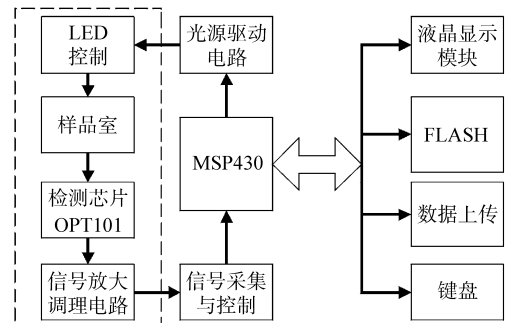 LED
控制
光源驱动
电路
液晶显示
模块
样品室
MSP430
FLASH
检测芯片
OPT101
数据上传
信号放大
调理电路
信号采集
与控制
键盘